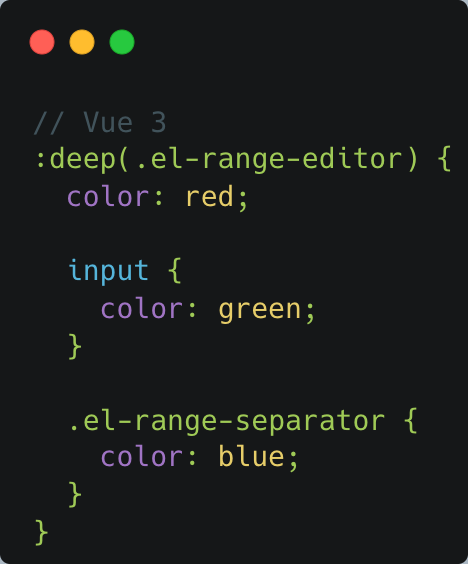 // Vue 3
:deep(.el-range-editor) {
  color: red;

  input {
    color: green;
  }

  .el-range-separator {
    color: blue;
  }
}